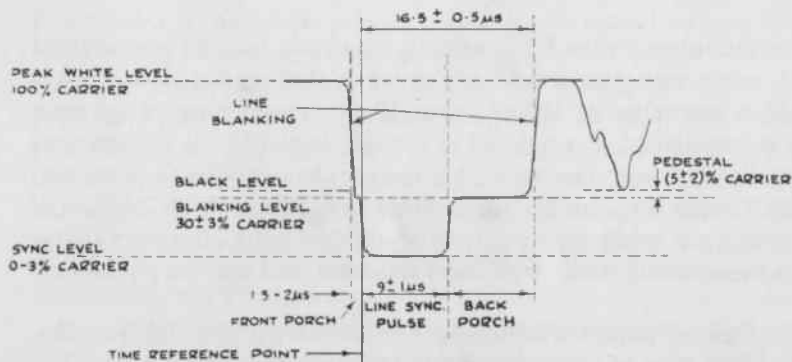 16·5 ± 0·5µs
PEAK WHITE LEVEL
100% CARRIER
LINE
BLANKING
BLACK LEVEL
PEDESTAL
(5±2)% CARRIER
BLANKING LEVEL
30±3% CARRIER
SYNC LEVEL
0-3% CARRIER
1·5-2µs
9±1µs
FRONT PORCH
LINE SYNC.
PULSE
BACK
PORCH
TIME REFERENCE POINT